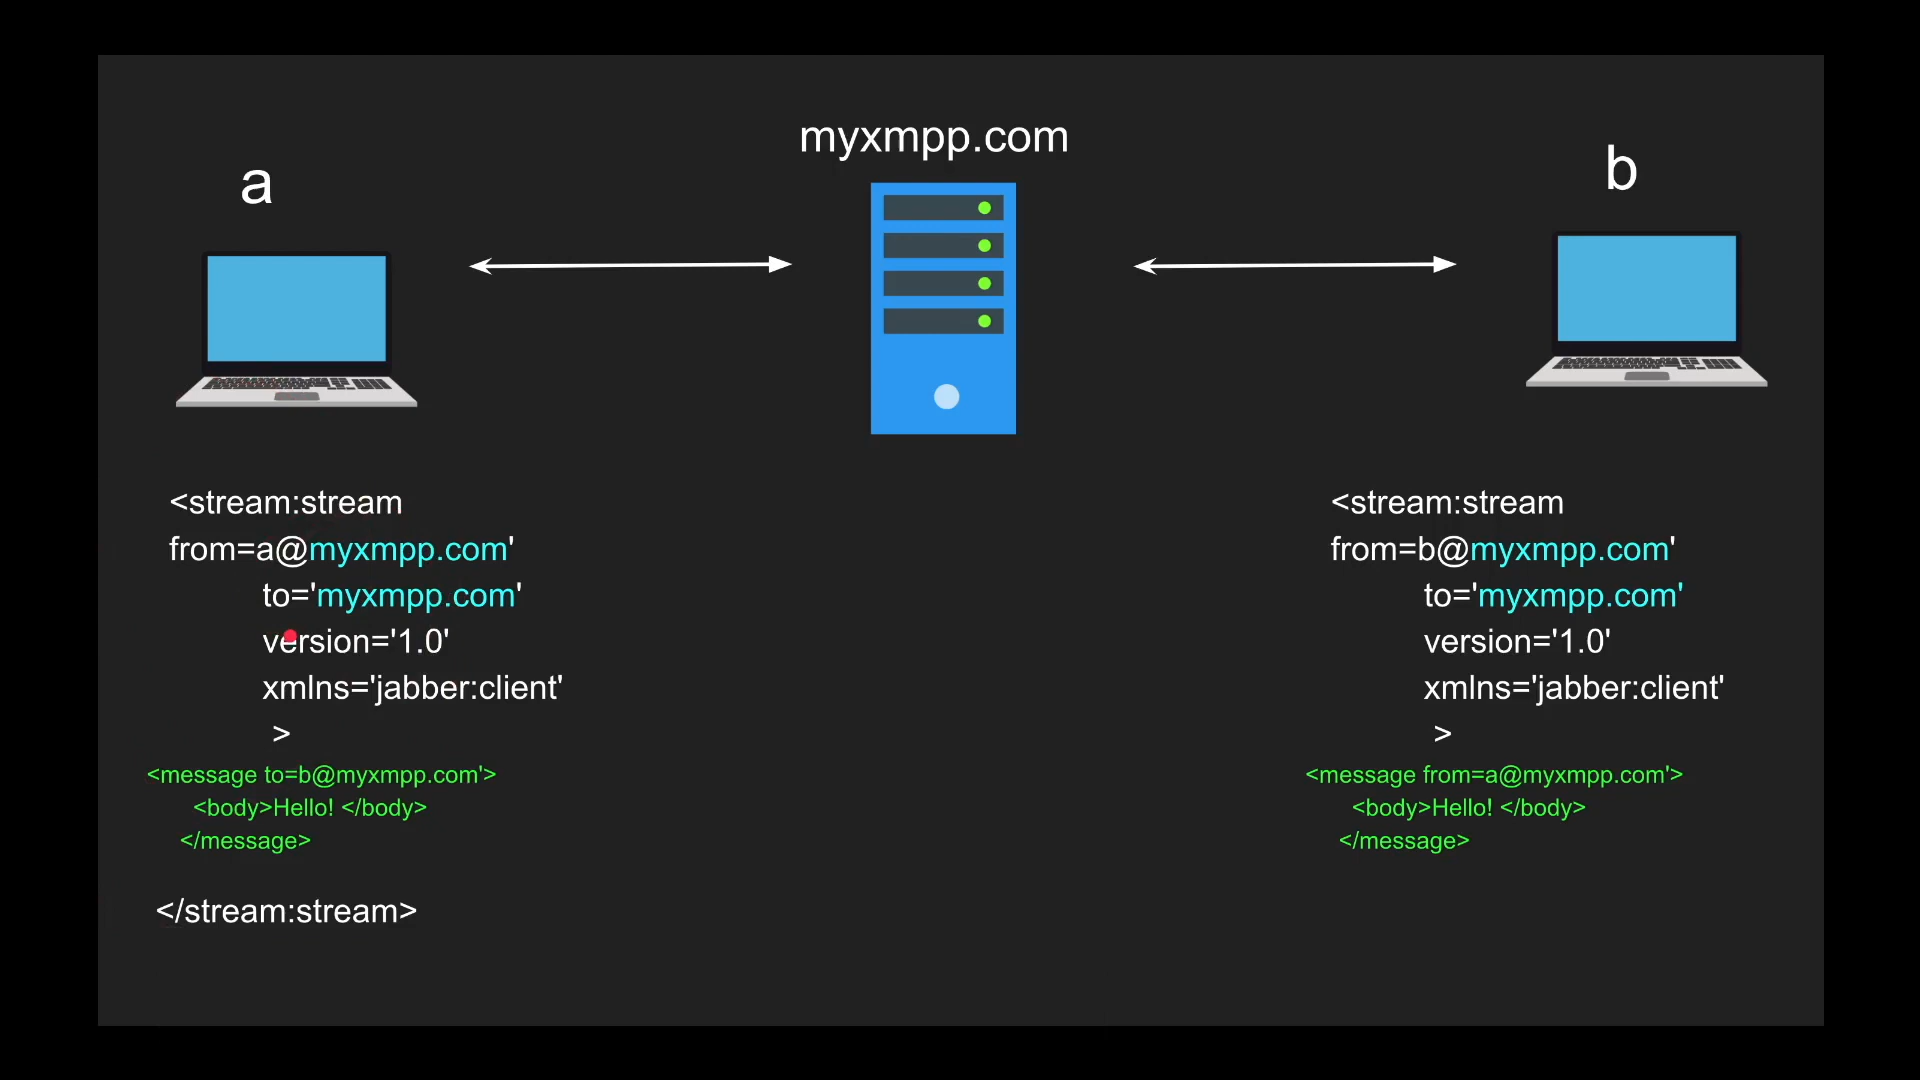 myxmpp.com
a
b
<stream:stream
from=a@myxmpp.com'
to='myxmpp.com'
version='1.0'
xmlns='jabber:client'
>
<message to=b@myxmpp.com'>
<body>Hello! </body>
</message>
</stream:stream>
<stream:stream
from=b@myxmpp.com'
to='myxmpp.com'
version='1.0'
xmlns='jabber:client'
>
<message from=a@myxmpp.com'>
<body>Hello! </body>
</message>